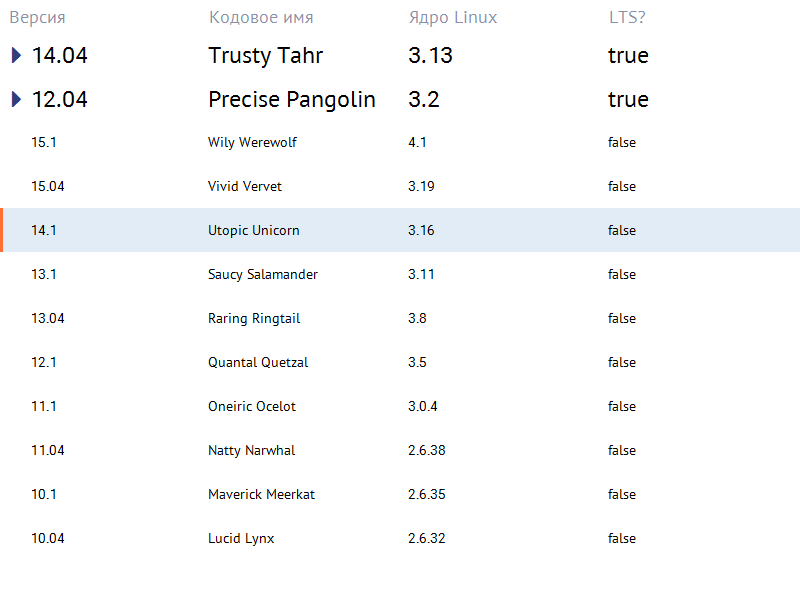 Версия Кодовое имя Ядро Linux LTS?
14.04 Trusty Tahr 3.13 true
12.04 Precise Pangolin 3.2 true
15.1 Wily Werewolf 4.1 false
15.04 Vivid Vervet 3.19 false
14.1 Utopic Unicorn 3.16 false
13.1 Saucy Salamander 3.11 false
13.04 Raring Ringtail 3.8 false
12.1 Quantal Quetzal 3.5 false
11.1 Oneiric Ocelot 3.0.4 false
11.04 Natty Narwhal 2.6.38 false
10.1 Maverick Meerkat 2.6.35 false
10.04 Lucid Lynx 2.6.32 false